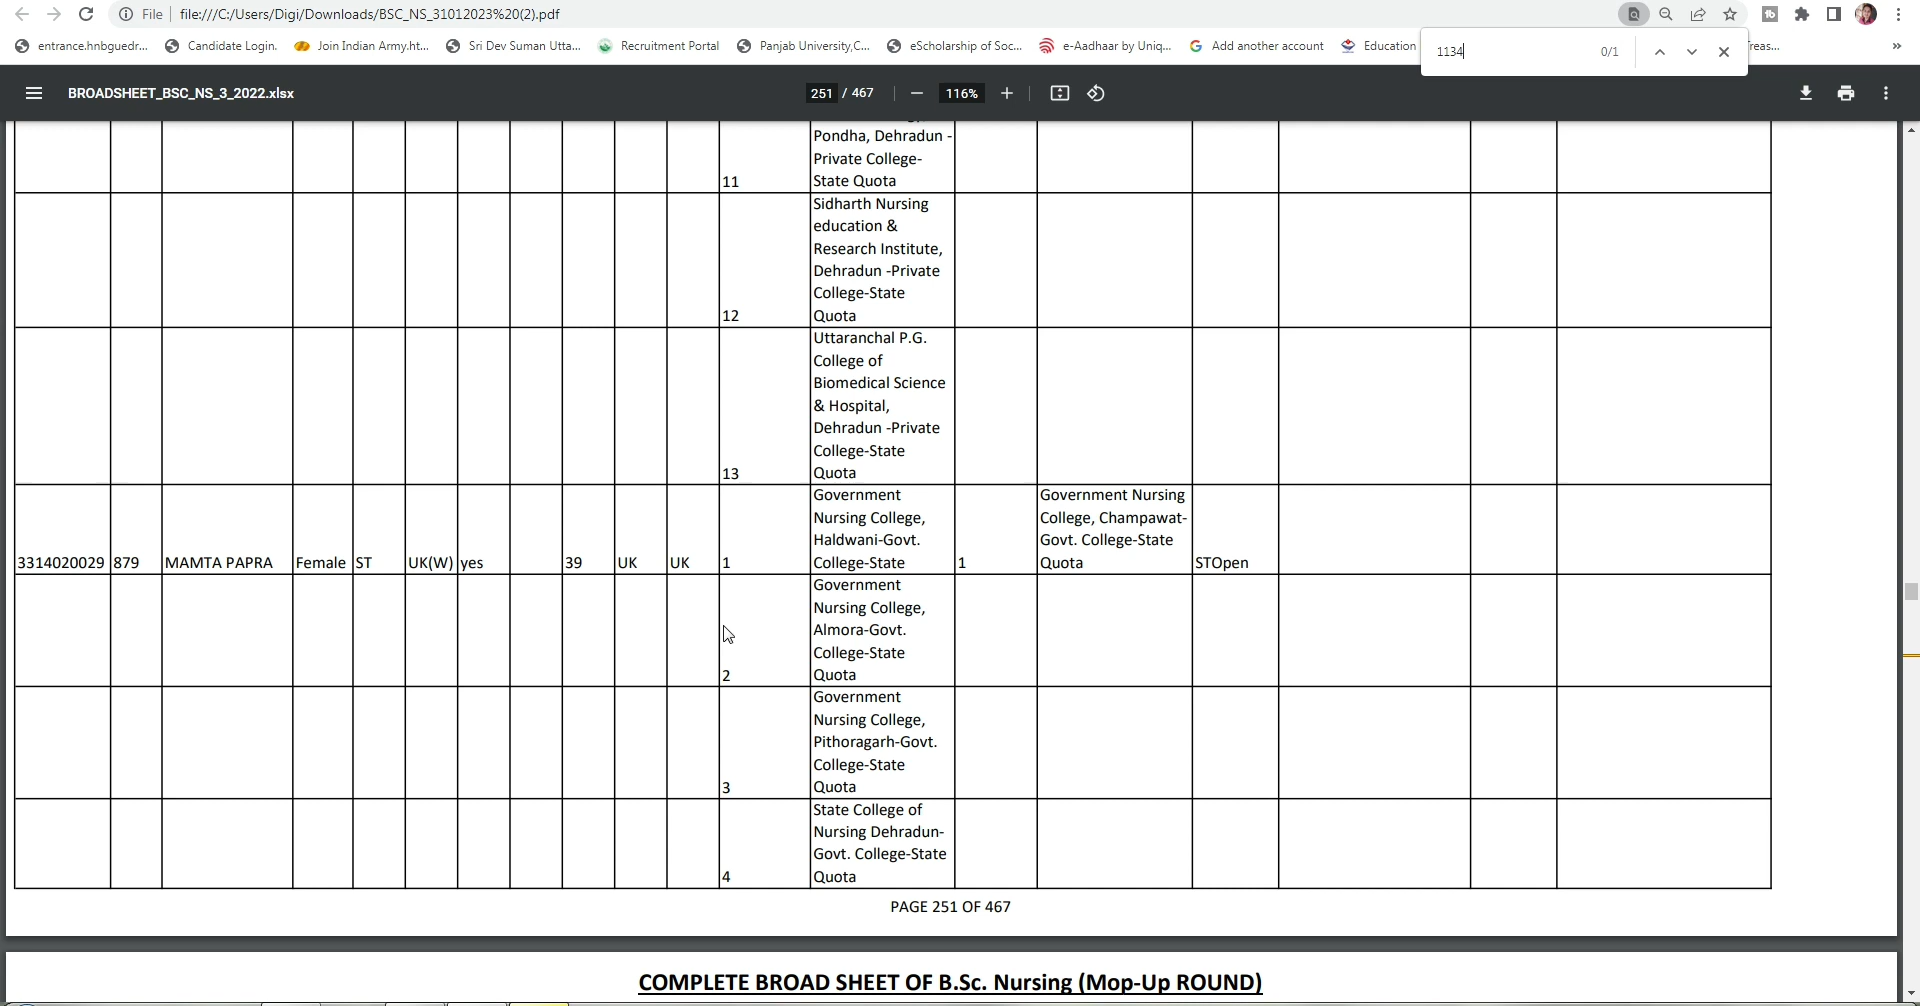 File
file:///C:/Users/Digi/Downloads/BSC_NS_31012023%20(2).pdf
entrance.hnbguedr...
Candidate Login.
Join Indian Army.ht...
Sri Dev Suman Utta...
Recruitment Portal
Panjab University,C...
eScholarship of Soc...
e-Aadhaar by Uniq...
Add another account
Education
1134
0/1
reas...
»
BROADSHEET_BSC_NS_3_2022.xlsx
251 / 467
116%
Pondha, Dehradun -
Private College-
11 State Quota
Sidharth Nursing
education &
Research Institute,
Dehradun -Private
College-State
12 Quota
Uttaranchal P.G.
College of
Biomedical Science
& Hospital,
Dehradun -Private
College-State
13 Quota
Government Government Nursing
Nursing College, College, Champawat-
Haldwani-Govt. Govt. College-State
3314020029 879 MAMTA PAPRA Female ST UK(W) yes 39 UK UK 1 College-State 1 Quota STOpen
Government
Nursing College,
Almora-Govt.
College-State
2 Quota
Government
Nursing College,
Pithoragarh-Govt.
College-State
3 Quota
State College of
Nursing Dehradun-
Govt. College-State
4 Quota
PAGE 251 OF 467
COMPLETE BROAD SHEET OF B.Sc. Nursing (Mop-Up ROUND)